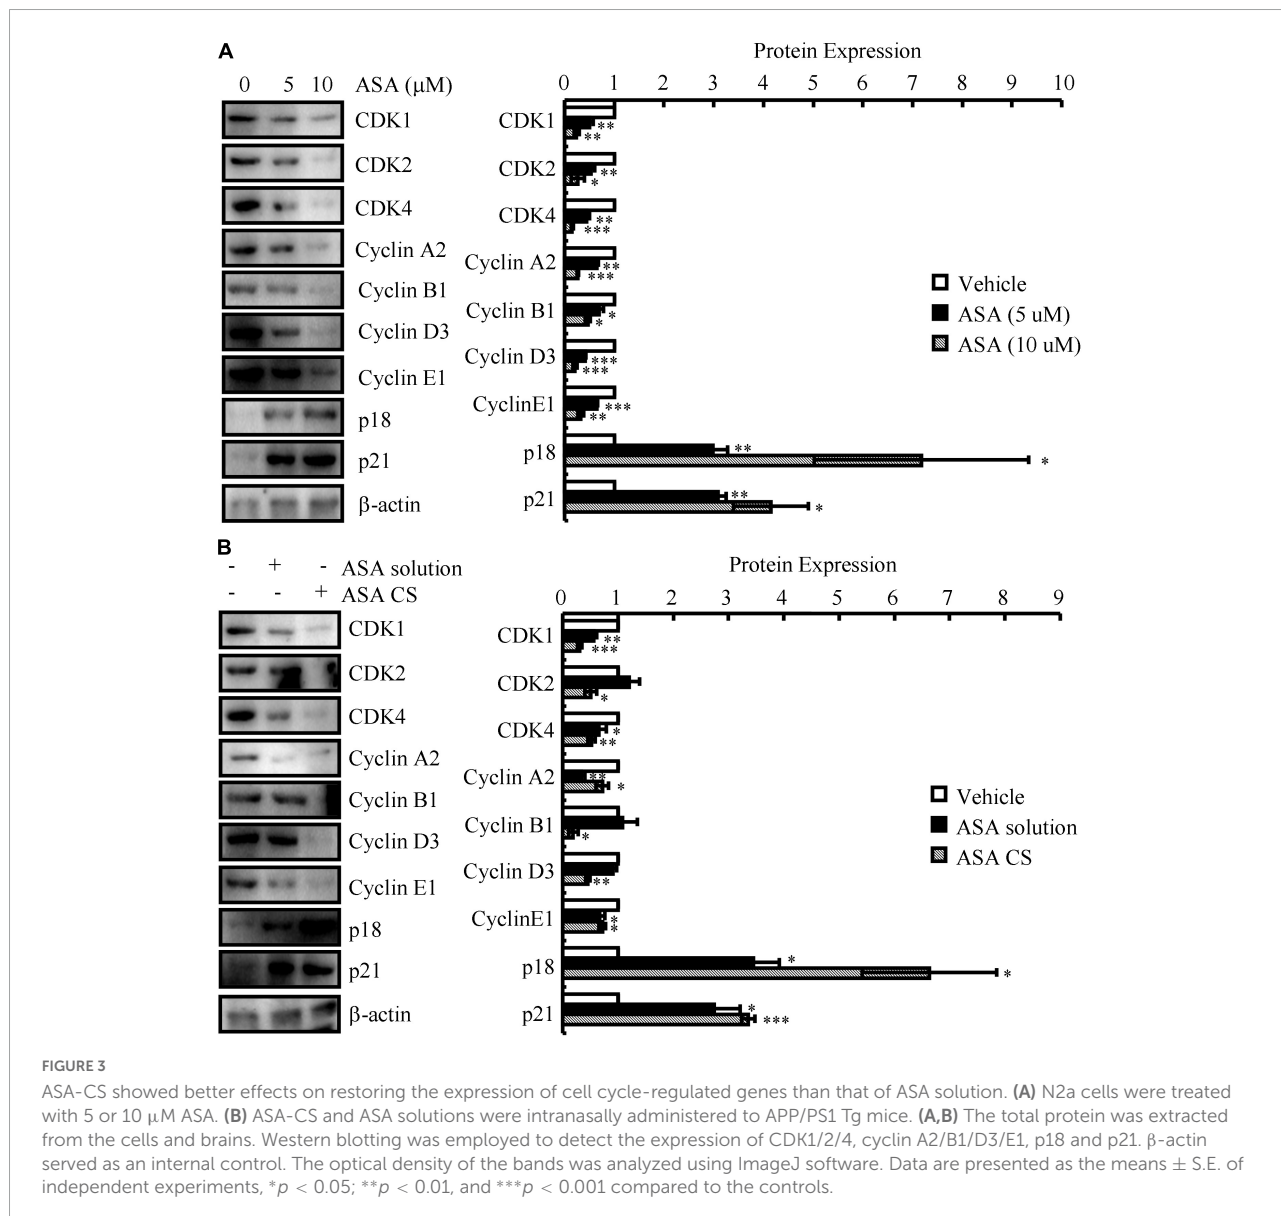 A
Protein Expression
0 5 10 ASA (μM)
0 1 2 3 4 5 6 7 8 9 10
CDK1
CDK2
CDK4
Cyclin A2
Cyclin B1
Cyclin D3
Cyclin E1
p18
p21
β-actin
CDK1
**
**
CDK2
**
*
CDK4
**
***
Cyclin A2
**
***
Cyclin B1
*
*
Cyclin D3
***
***
CyclinE1
***
**
p18
**
*
p21
**
*
Vehicle
ASA (5 uM)
ASA (10 uM)
B
Protein Expression
- + - ASA solution
- - + ASA CS
0 1 2 3 4 5 6 7 8 9
CDK1
CDK2
CDK4
Cyclin A2
Cyclin B1
Cyclin D3
Cyclin E1
p18
p21
β-actin
CDK1
**
***
CDK2
*
CDK4
*
**
Cyclin A2
**
*
Cyclin B1
*
Cyclin D3
**
CyclinE1
*
*
p18
*
*
p21
*
***
Vehicle
ASA solution
ASA CS
FIGURE 3
ASA-CS showed better effects on restoring the expression of cell cycle-regulated genes than that of ASA solution. (A) N2a cells were treated
with 5 or 10 μM ASA. (B) ASA-CS and ASA solutions were intranasally administered to APP/PS1 Tg mice. (A,B) The total protein was extracted
from the cells and brains. Western blotting was employed to detect the expression of CDK1/2/4, cyclin A2/B1/D3/E1, p18 and p21. β-actin
served as an internal control. The optical density of the bands was analyzed using ImageJ software. Data are presented as the means ± S.E. of
independent experiments, *p < 0.05; **p < 0.01, and ***p < 0.001 compared to the controls.